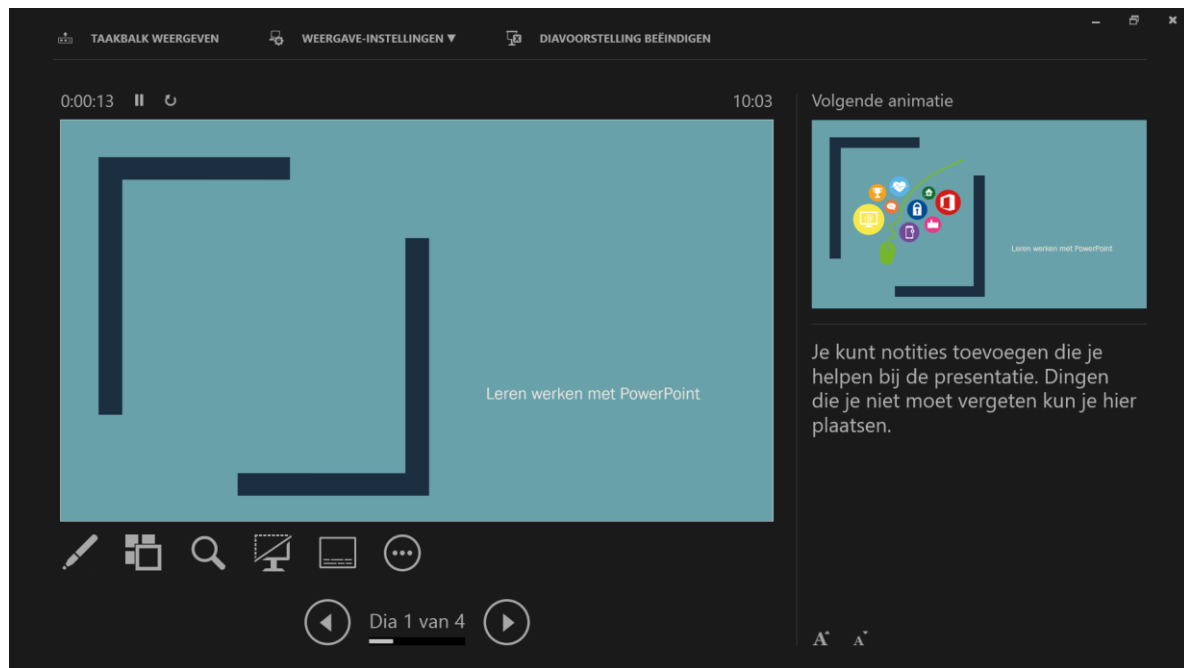 TAAKBALK WEERGEVEN
WEERGAVE-INSTELLINGEN ▼
DIAVOORSTELLING BEËINDIGEN
0:00:13
10:03
Leren werken met PowerPoint
Dia 1 van 4
Volgende animatie
Leren werken met PowerPoint
Je kunt notities toevoegen die je
helpen bij de presentatie. Dingen
die je niet moet vergeten kun je hier
plaatsen.
A A